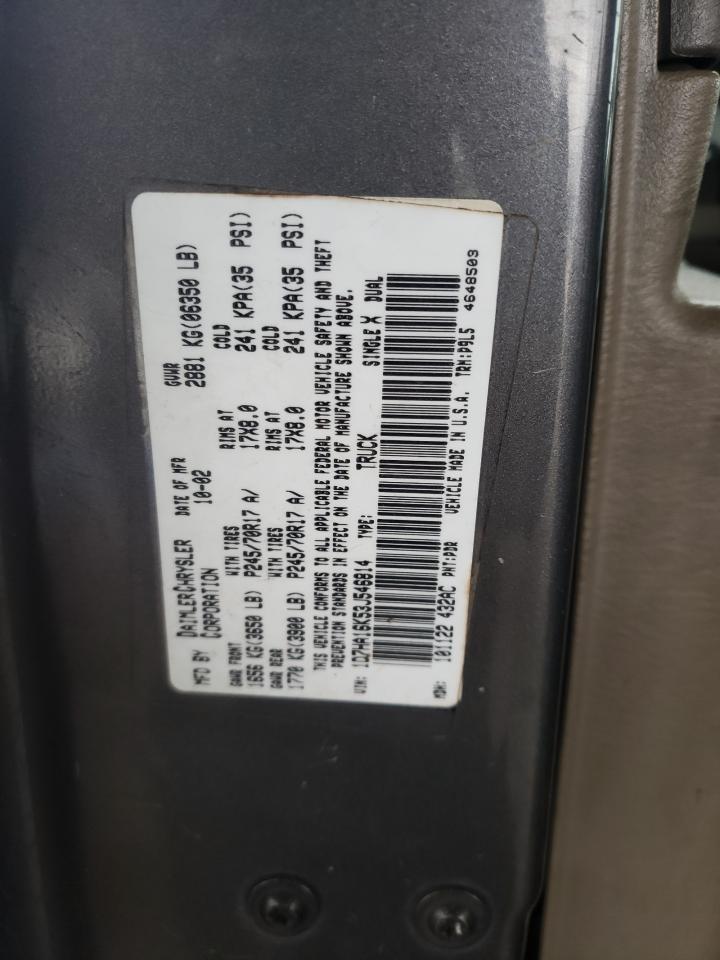 MFD BY DAIMLERCHRYSLER CORPORATION DATE OF MFR 10-02 GVWR 2881 KG(06350 LB)
GAWR FRONT WITH TIRES RIMS AT COLD
1656 KG(3650 LB) P245/70R17 A/ 17X8.0 241 KPA(35 PSI)
GAWR REAR WITH TIRES RIMS AT COLD
1770 KG(3900 LB) P245/70R17 A/ 17X8.0 241 KPA(35 PSI)
THIS VEHICLE CONFORMS TO ALL APPLICABLE FEDERAL MOTOR VEHICLE SAFETY AND THEFT
PREVENTION STANDARDS IN EFFECT ON THE DATE OF MANUFACTURE SHOWN ABOVE.
VIN: 1D7HA16K53J546814 TYPE: TRUCK SINGLE X DUAL
MDH: 101122 432AC PNT:PDR VEHICLE MADE IN U.S.A. TRM:P9L5 4648503